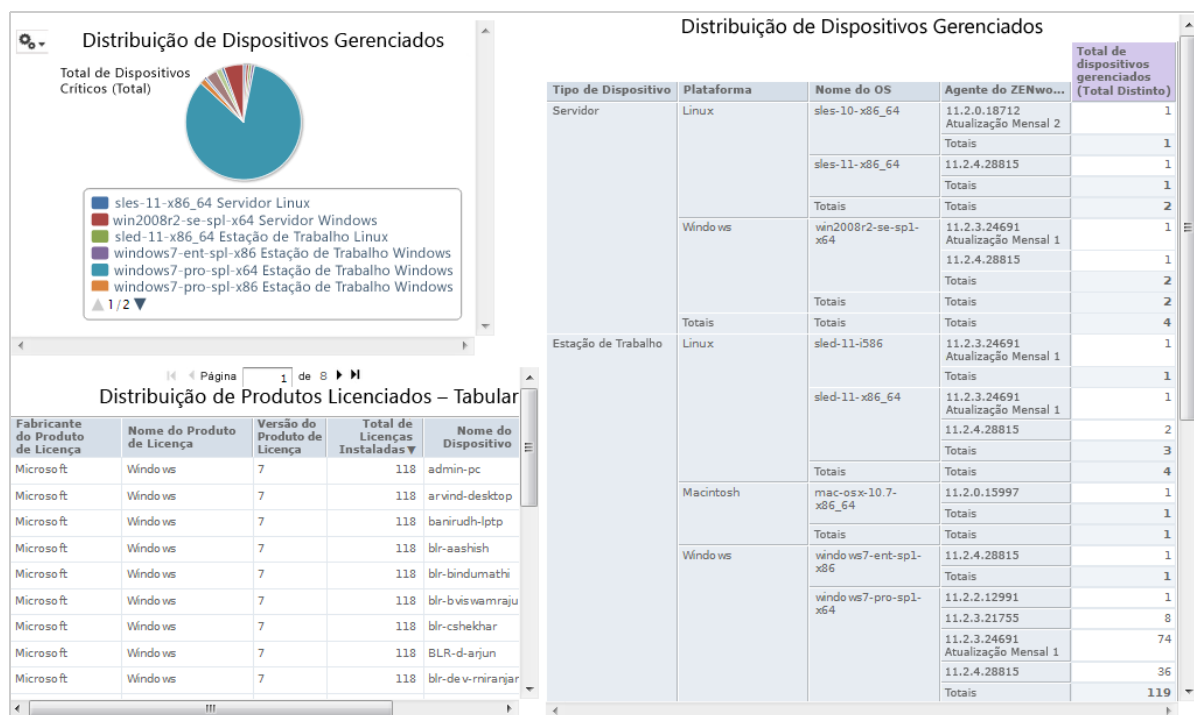 Distribuição de Dispositivos Gerenciados
Total de Dispositivos
Críticos (Total)
sles-11-x86_64 Servidor Linux
win2008r2-se-spl-x64 Servidor Windows
sled-11-x86_64 Estação de Trabalho Linux
windows7-ent-spl-x86 Estação de Trabalho Windows
windows7-pro-spl-x64 Estação de Trabalho Windows
windows7-pro-spl-x86 Estação de Trabalho Windows
1/2
Página 1 de 8
Distribuição de Produtos Licenciados – Tabular
Fabricante do Produto de Licença Nome do Produto de Licença Versão do Produto de Licença Total de Licenças Instaladas Nome do Dispositivo
Microsoft Windows 7 118 admin-pc
Microsoft Windows 7 118 arvind-desktop
Microsoft Windows 7 118 banirudh-lptp
Microsoft Windows 7 118 blr-aashish
Microsoft Windows 7 118 blr-bindumathi
Microsoft Windows 7 118 blr-bviswamraju
Microsoft Windows 7 118 blr-cshekhar
Microsoft Windows 7 118 BLR-d-arjun
Microsoft Windows 7 118 blr-dev-rniranjar
Distribuição de Dispositivos Gerenciados
Tipo de Dispositivo Plataforma Nome do OS Agente do ZENwo... Total de dispositivos gerenciados (Total Distinto)
Servidor Linux sles-10-x86_64 11.2.0.18712 Atualização Mensal 2 1
Totais 1
sles-11-x86_64 11.2.4.28815 1
Totais 1
Totais Totais 2
Windows win2008r2-se-sp1-x64 11.2.3.24691 Atualização Mensal 1 1
11.2.4.28815 1
Totais 2
Totais Totais 2
Totais Totais Totais 4
Estação de Trabalho Linux sled-11-i586 11.2.3.24691 Atualização Mensal 1 1
Totais 1
sled-11-x86_64 11.2.3.24691 Atualização Mensal 1 1
11.2.4.28815 2
Totais 3
Totais Totais 4
Macintosh mac-osx-10.7-x86_64 11.2.0.15997 1
Totais 1
Totais Totais 1
Windows windows7-ent-sp1-x86 11.2.4.28815 1
Totais 1
windows7-pro-sp1-x64 11.2.2.12991 1
11.2.3.21755 8
11.2.3.24691 Atualização Mensal 1 74
11.2.4.28815 36
Totais 119